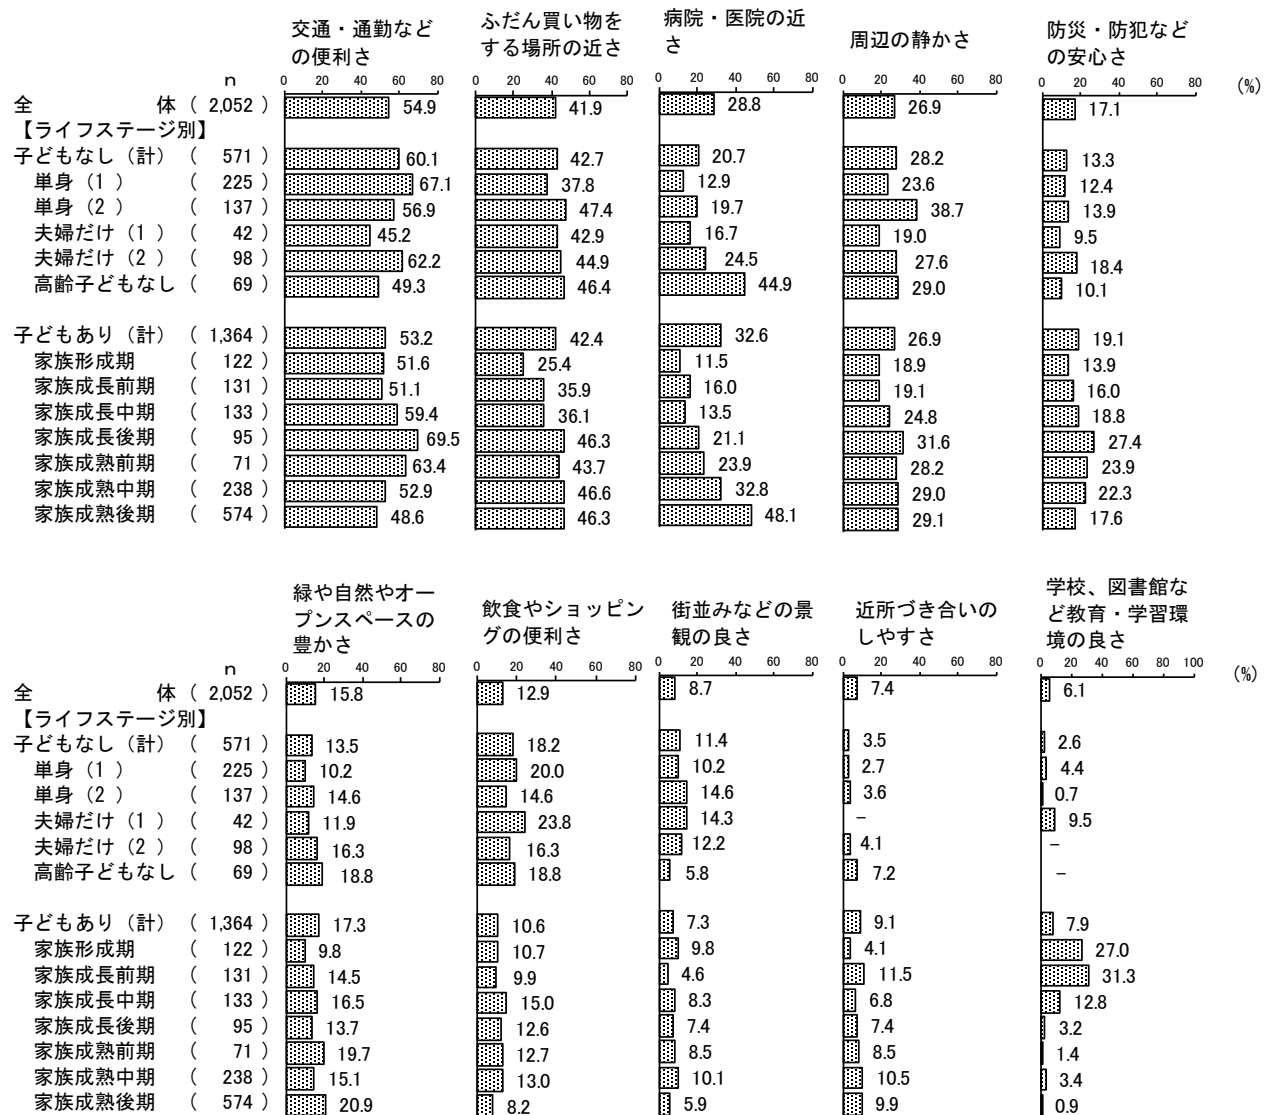 交通・通勤など
の便利さ
ふだん買い物を
する場所の近さ
病院・医院の近
さ
周辺の静かさ
防災・防犯など
の安心さ
n
0 20 40 60 80 0 20 40 60 80 0 20 40 60 80 0 20 40 60 80 0 20 40 60 80 (%)
全体 ( 2,052 ) 54.9 41.9 28.8 26.9 17.1
【ライフステージ別】
子どもなし（計） ( 571 ) 60.1 42.7 20.7 28.2 13.3
単身（1 ） ( 225 ) 67.1 37.8 12.9 23.6 12.4
単身（2 ） ( 137 ) 56.9 47.4 19.7 38.7 13.9
夫婦だけ（1 ） ( 42 ) 45.2 42.9 16.7 19.0 9.5
夫婦だけ（2 ） ( 98 ) 62.2 44.9 24.5 27.6 18.4
高齢子どもなし ( 69 ) 49.3 46.4 44.9 29.0 10.1
子どもあり（計） ( 1,364 ) 53.2 42.4 32.6 26.9 19.1
家族形成期 ( 122 ) 51.6 25.4 11.5 18.9 13.9
家族成長前期 ( 131 ) 51.1 35.9 16.0 19.1 16.0
家族成長中期 ( 133 ) 59.4 36.1 13.5 24.8 18.8
家族成長後期 ( 95 ) 69.5 46.3 21.1 31.6 27.4
家族成熟前期 ( 71 ) 63.4 43.7 23.9 28.2 23.9
家族成熟中期 ( 238 ) 52.9 46.6 32.8 29.0 22.3
家族成熟後期 ( 574 ) 48.6 46.3 48.1 29.1 17.6
緑や自然やオー
プンスペースの
豊かさ
飲食やショッピン
グの便利さ
街並みなどの景
観の良さ
近所づき合いの
しやすさ
学校、図書館な
ど教育・学習環
境の良さ
n
0 20 40 60 80 0 20 40 60 80 0 20 40 60 80 0 20 40 60 80 0 20 40 60 80 100 (%)
全体 ( 2,052 ) 15.8 12.9 8.7 7.4 6.1
【ライフステージ別】
子どもなし（計） ( 571 ) 13.5 18.2 11.4 3.5 2.6
単身（1 ） ( 225 ) 10.2 20.0 10.2 2.7 4.4
単身（2 ） ( 137 ) 14.6 14.6 14.6 3.6 0.7
夫婦だけ（1 ） ( 42 ) 11.9 23.8 14.3 – 9.5
夫婦だけ（2 ） ( 98 ) 16.3 16.3 12.2 4.1 –
高齢子どもなし ( 69 ) 18.8 18.8 5.8 7.2 –
子どもあり（計） ( 1,364 ) 17.3 10.6 7.3 9.1 7.9
家族形成期 ( 122 ) 9.8 10.7 9.8 4.1 27.0
家族成長前期 ( 131 ) 14.5 9.9 4.6 11.5 31.3
家族成長中期 ( 133 ) 16.5 15.0 8.3 6.8 12.8
家族成長後期 ( 95 ) 13.7 12.6 7.4 7.4 3.2
家族成熟前期 ( 71 ) 19.7 12.7 8.5 8.5 1.4
家族成熟中期 ( 238 ) 15.1 13.0 10.1 10.5 3.4
家族成熟後期 ( 574 ) 20.9 8.2 5.9 9.9 0.9